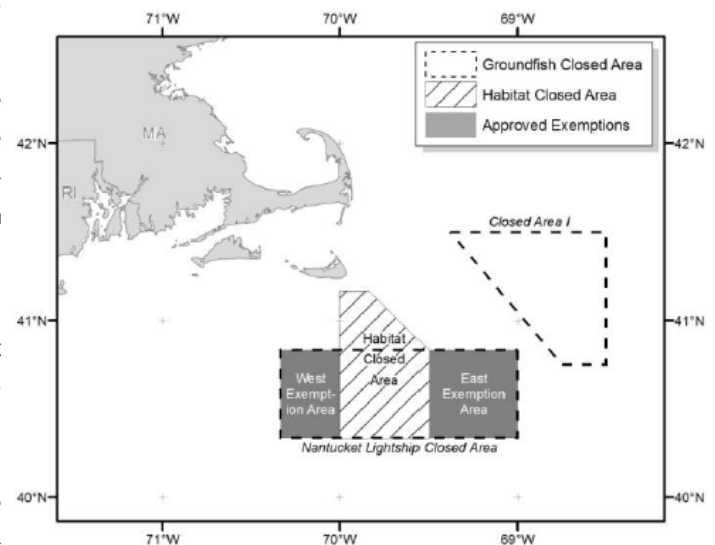 71°W 70°W 69°W
Groundfish Closed Area
Habitat Closed Area
Approved Exemptions
42°N 42°N
MA
RI
Closed Area I
41°N 41°N
Habitat
Closed
Area
West
Exempt-
ion Area
East
Exemption
Area
Nantucket Lightship Closed Area
40°N 40°N
71°W 70°W 69°W